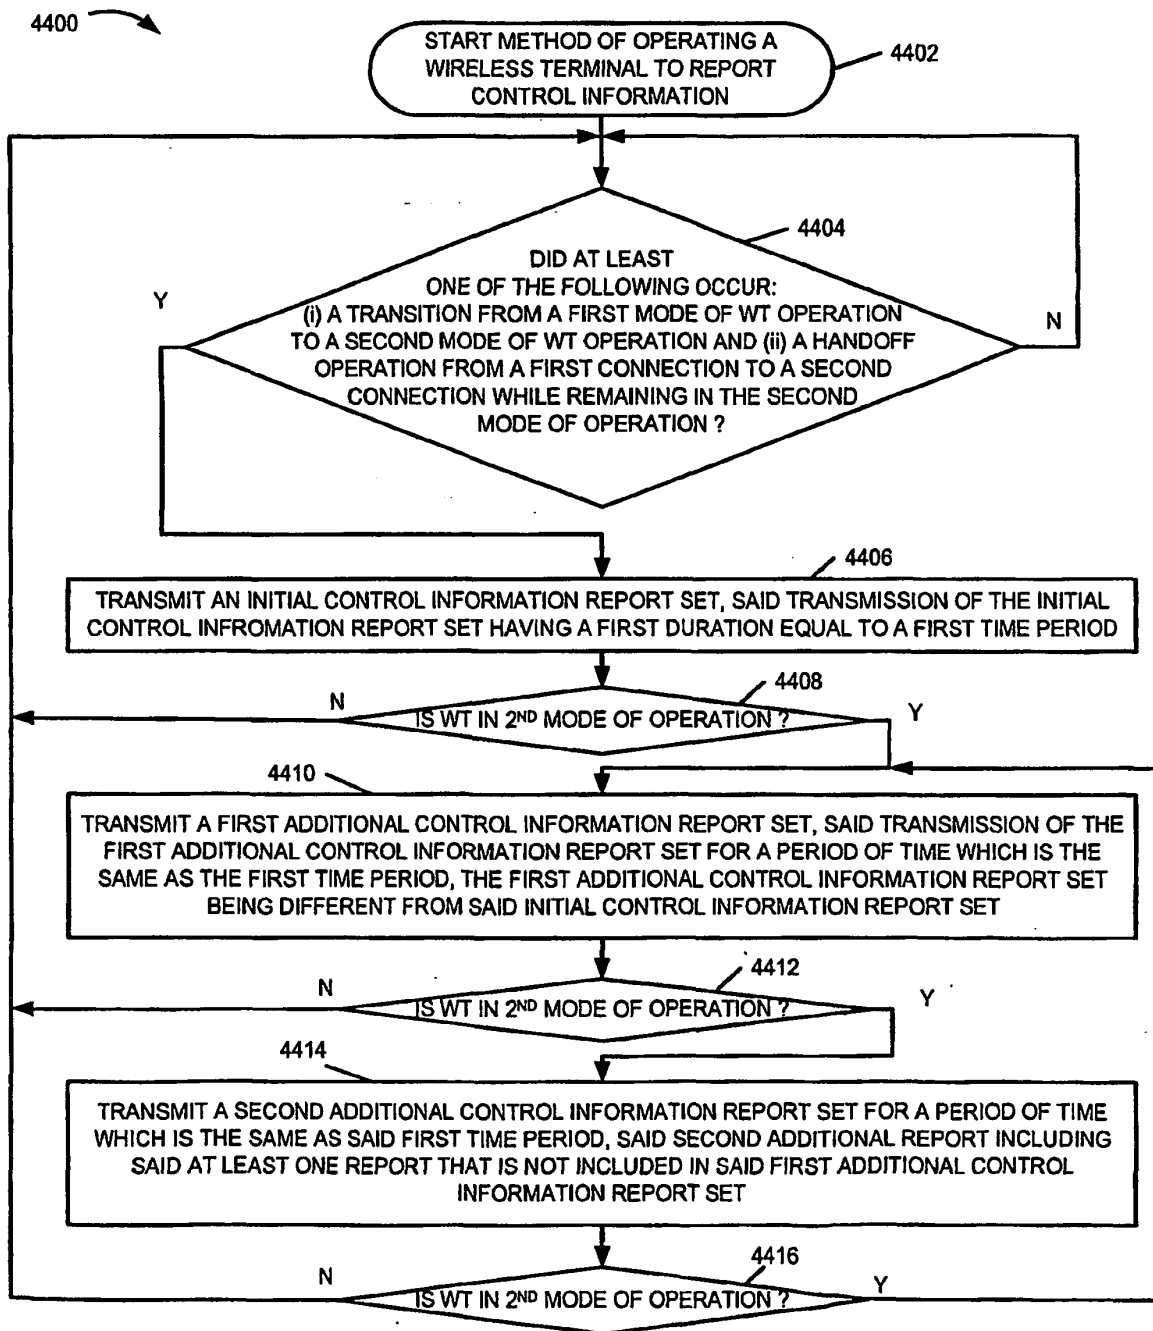 4400
START METHOD OF OPERATING A
WIRELESS TERMINAL TO REPORT
CONTROL INFORMATION
4402
4404
DID AT LEAST
ONE OF THE FOLLOWING OCCUR:
(i) A TRANSITION FROM A FIRST MODE OF WT OPERATION
TO A SECOND MODE OF WT OPERATION AND (ii) A HANDOFF
OPERATION FROM A FIRST CONNECTION TO A SECOND
CONNECTION WHILE REMAINING IN THE SECOND
MODE OF OPERATION ?
Y
N
4406
TRANSMIT AN INITIAL CONTROL INFORMATION REPORT SET, SAID TRANSMISSION OF THE INITIAL
CONTROL INFROMATION REPORT SET HAVING A FIRST DURATION EQUAL TO A FIRST TIME PERIOD
4408
N
IS WT IN 2ND MODE OF OPERATION ?
Y
4410
TRANSMIT A FIRST ADDITIONAL CONTROL INFORMATION REPORT SET, SAID TRANSMISSION OF THE
FIRST ADDITIONAL CONTROL INFORMATION REPORT SET FOR A PERIOD OF TIME WHICH IS THE
SAME AS THE FIRST TIME PERIOD, THE FIRST ADDITIONAL CONTROL INFORMATION REPORT SET
BEING DIFFERENT FROM SAID INITIAL CONTROL INFORMATION REPORT SET
4412
N
IS WT IN 2ND MODE OF OPERATION ?
Y
4414
TRANSMIT A SECOND ADDITIONAL CONTROL INFORMATION REPORT SET FOR A PERIOD OF TIME
WHICH IS THE SAME AS SAID FIRST TIME PERIOD, SAID SECOND ADDITIONAL REPORT INCLUDING
SAID AT LEAST ONE REPORT THAT IS NOT INCLUDED IN SAID FIRST ADDITIONAL CONTROL
INFORMATION REPORT SET
4416
N
IS WT IN 2ND MODE OF OPERATION ?
Y